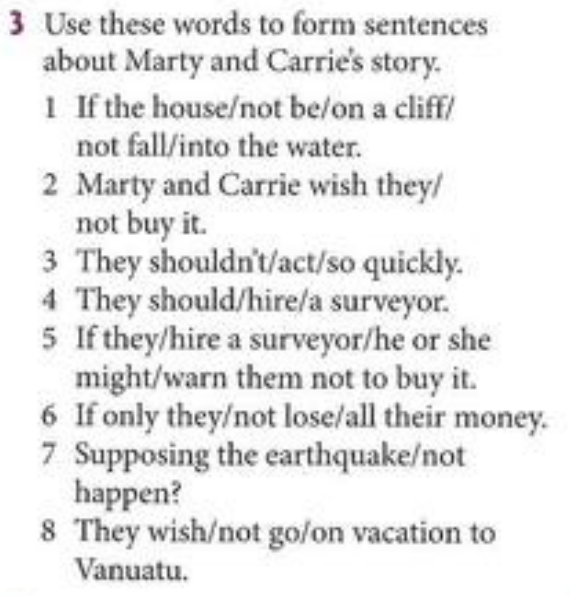 3 Use these words to form sentences
about Marty and Carrie's story.
1 If the house/not be/on a cliff/
not fall/into the water.
2 Marty and Carrie wish they/
not buy it.
3 They shouldn't/act/so quickly.
4 They should/hire/a surveyor.
5 If they/hire a surveyor/he or she
might/warn them not to buy it.
6 If only they/not lose/all their money.
7 Supposing the earthquake/not
happen?
8 They wish/not go/on vacation to
Vanuatu.